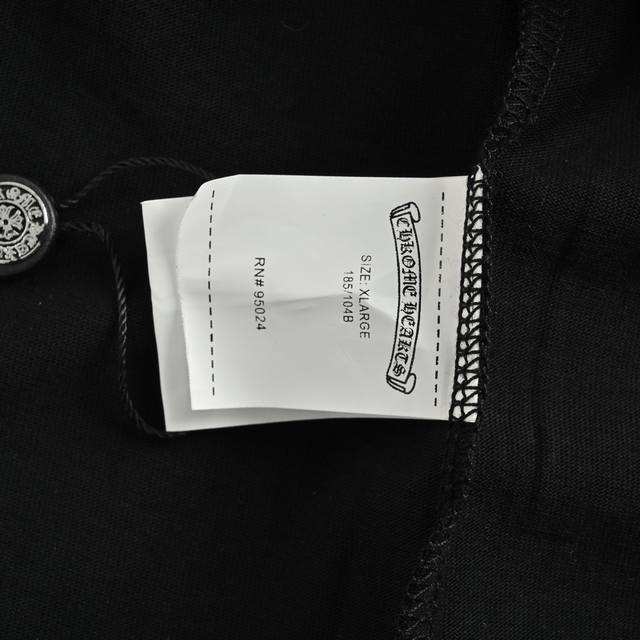 CHROME HEARTS
SIZE: XLARGE
185/104B
RN# 95024